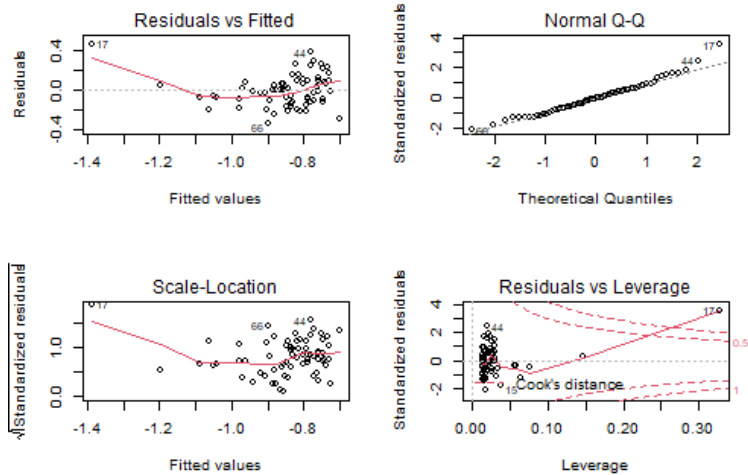 Residuals vs Fitted
Residuals
-0.4 0.0 0.4
17
44
66
-1.4 -1.2 -1.0 -0.8
Fitted values
Normal Q-Q
Standardized residuals
-2 0 2 4
17
44
66
-2 -1 0 1 2
Theoretical Quantiles
Scale-Location
√|Standardized residuals
0.0 1.0
17
66
44
-1.4 -1.2 -1.0 -0.8
Fitted values
Residuals vs Leverage
Standardized residuals
-2 0 2 4
17
44
15
Cook's distance
0.5
1
0.00 0.10 0.20 0.30
Leverage